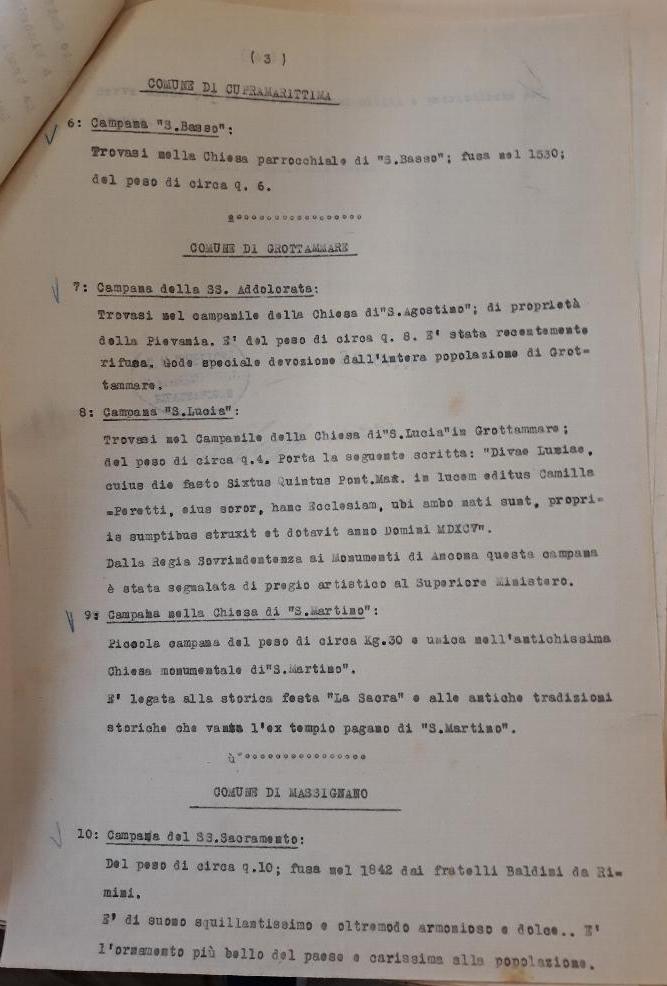 ( 3 )
COMUNE DI CUPRAMARITTIMA
6: Campana "S.Basso":
Trovasi nella Chiesa parrocchiale di "S.Basso"; fusa nel 1530;
del peso di circa q. 6.
COMUNE DI GROTTAMMARE
7: Campana della SS. Addolorata:
Trovasi nel campanile della Chiesa di"S.Agostino"; di proprietà
della Pievania. E' del peso di circa q. 8. E' stata recentemente
rifusa. Gode speciale devozione dall'intera popolazione di Grot=
tammare.
8: Campana "S.Lucia":
Trovasi nel Campanile della Chiesa di"S.Lucia"in Grottammare;
del peso di circa q.4. Porta la seguente scritta: "Divae Lusiae,
cuius die fasto Sixtus Quintus Pont.Max. in lucem editus Camilla
=Peretti, eius soror, hanc Ecclesiam, ubi ambo nati sunt, propri=
is sumptibus struxit et dotavit anno Domini MDXCV".
Dalla Regia Sovrindentenza ai Monumenti di Ancona questa campana
è stata segnalata di pregio artistico al Superiore Ministero.
9: Campana nella Chiesa di "S.Martino":
Piccola campana del peso di circa Kg.30 e unica nell'antichissima
Chiesa monumentale di"S.Martino".
E' legata alla storica festa "La Sacra" e alle antiche tradizioni
storiche che vanta l'ex tempio pagano di "S.Martino".
COMUNE DI MASSIGNANO
10: Campana del SS.Sacramento:
Del peso di circa q.10; fusa nel 1842 dai fratelli Baldini da Ri=
mini.
E' di suono squillantissimo e oltremodo armonioso e dolce.. E'
l'ornamento più bello del paese e carissima alla popolazione.